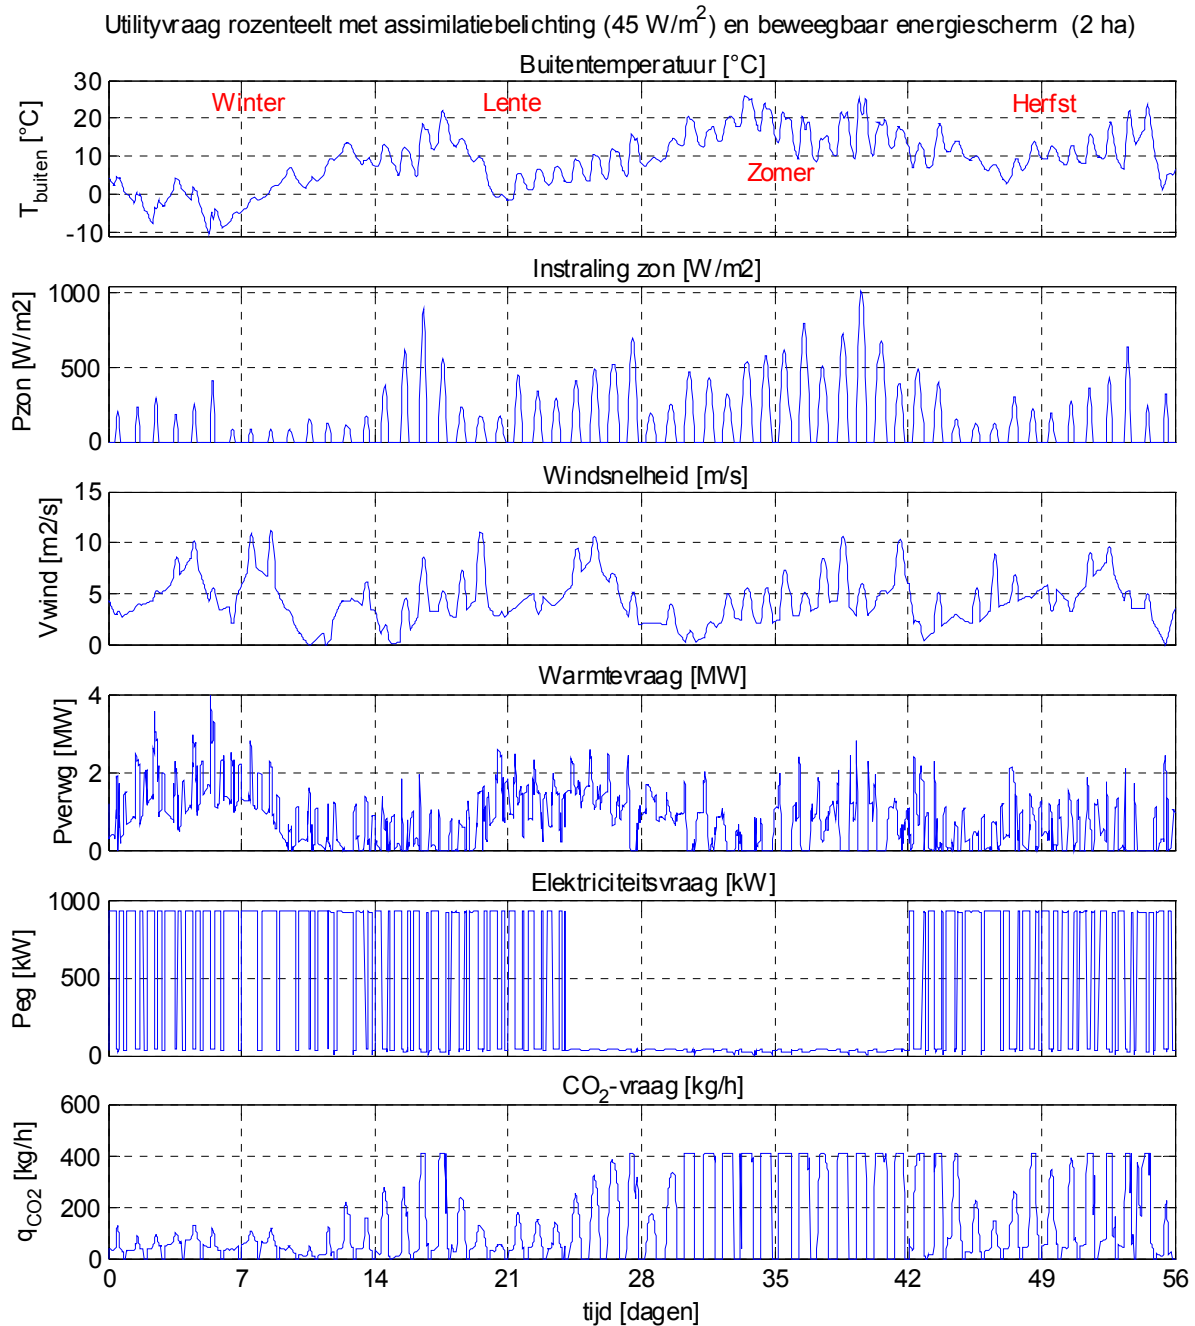 Utilityvraag rozenteelt met assimilatiebelichting (45 W/m²) en beweegbaar energiescherm (2 ha)
Buitentemperatuur [°C]
30
20
10
0
-10
T_buiten [°C]
Winter
Lente
Zomer
Herfst
Instraling zon [W/m2]
1000
500
0
Pzon [W/m2]
Windsnelheid [m/s]
15
10
5
0
Vwind [m2/s]
Warmtevraag [MW]
4
2
0
Pverwg [MW]
Elektriciteitsvraag [kW]
1000
500
0
Peg [kW]
CO₂-vraag [kg/h]
600
400
200
0
q_CO2 [kg/h]
0 7 14 21 28 35 42 49 56
tijd [dagen]